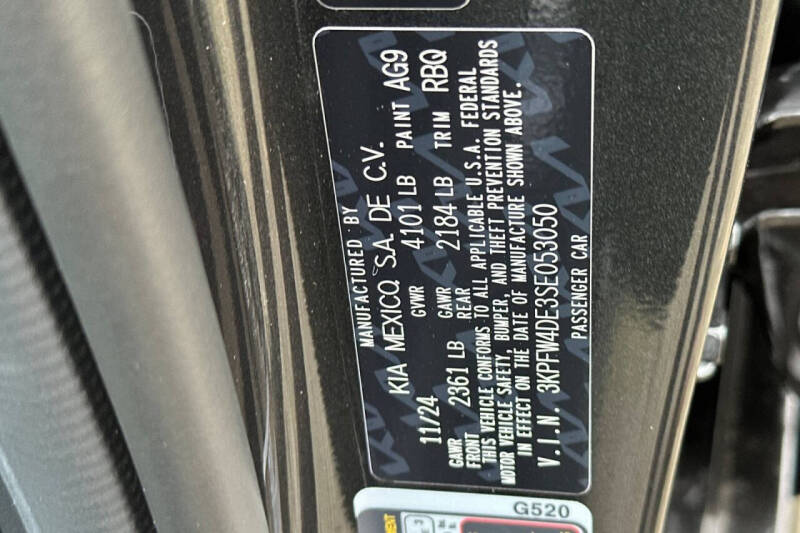 MANUFACTURED BY
KIA MEXICO, S.A. DE C.V.
11/24 GVWR 4101 LB PAINT AG9
GAWR FRONT 2361 LB GAWR REAR 2184 LB TRIM RBQ
THIS VEHICLE CONFORMS TO ALL APPLICABLE U.S.A. FEDERAL
MOTOR VEHICLE SAFETY, BUMPER, AND THEFT PREVENTION STANDARDS
IN EFFECT ON THE DATE OF MANUFACTURE SHOWN ABOVE.
V.I.N. 3KPFW4DE3SE053050
PASSENGER CAR
G520